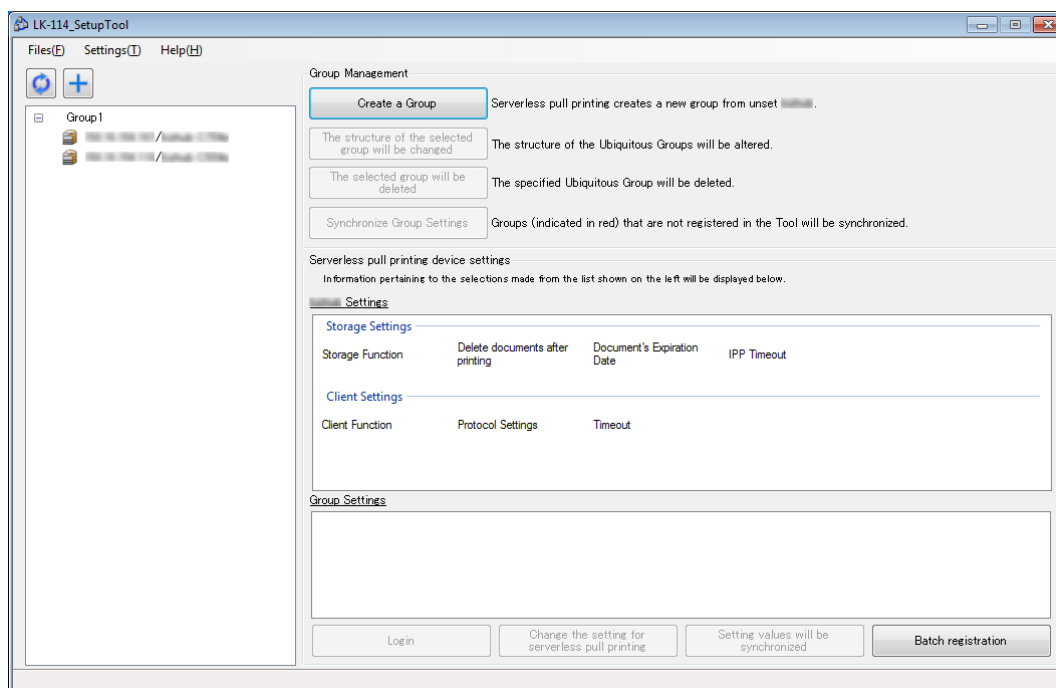 LK-114_SetupTool
Files(F) Settings(T) Help(H)
Group1
/
/
Group Management
Create a Group
Serverless pull printing creates a new group from unset .
The structure of the selected
group will be changed
The structure of the Ubiquitous Groups will be altered.
The selected group will be
deleted
The specified Ubiquitous Group will be deleted.
Synchronize Group Settings
Groups (indicated in red) that are not registered in the Tool will be synchronized.
Serverless pull printing device settings
Information pertaining to the selections made from the list shown on the left will be displayed below.
Settings
Storage Settings
Storage Function
Delete documents after
printing
Document's Expiration
Date
IPP Timeout
Client Settings
Client Function
Protocol Settings
Timeout
Group Settings
Login
Change the setting for
serverless pull printing
Setting values will be
synchronized
Batch registration